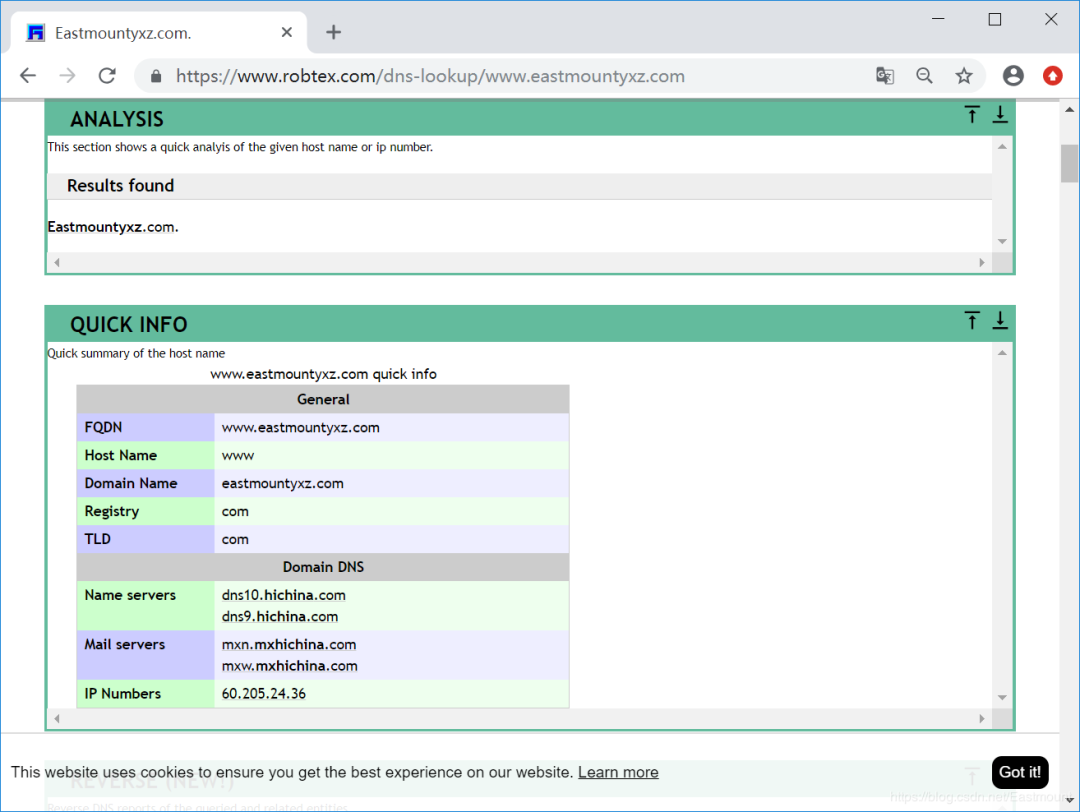 Eastmountyxz.com.
https://www.robtex.com/dns-lookup/www.eastmountyxz.com
ANALYSIS
This section shows a quick analyis of the given host name or ip number.
Results found
Eastmountyxz.com.
QUICK INFO
Quick summary of the host name
www.eastmountyxz.com quick info
General
FQDN www.eastmountyxz.com
Host Name www
Domain Name eastmountyxz.com
Registry com
TLD com
Domain DNS
Name servers dns10.hichina.com
dns9.hichina.com
Mail servers mxn.mxhichina.com
mxw.mxhichina.com
IP Numbers 60.205.24.36
REVERSE (NEW!)
This website uses cookies to ensure you get the best experience on our website. Learn more Got it!
Reverse DNS reports of the queried and related entities.